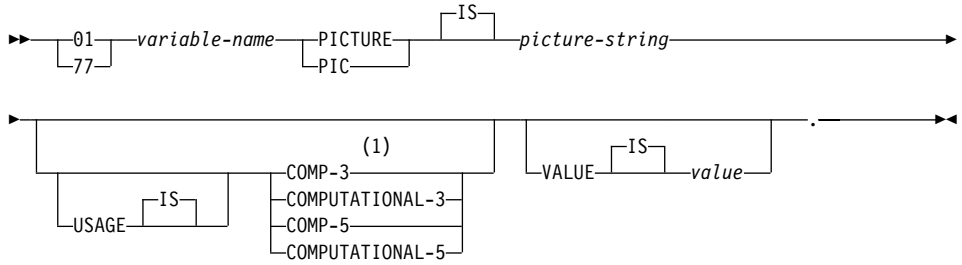 IS
01 variable-name PICTURE picture-string
77 PIC
.
(1)
COMP-3 IS
IS COMPUTATIONAL-3 VALUE value
USAGE COMP-5
COMPUTATIONAL-5